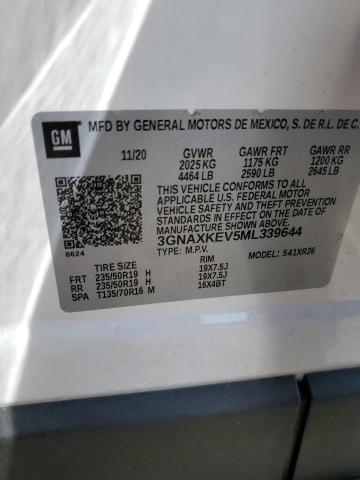 GM
MFD BY GENERAL MOTORS DE MEXICO, S. DE R.L. DE C.
11/20 GVWR GAWR FRT GAWR RR
2025 KG 1175 KG 1200 KG
4464 LB 2590 LB 2645 LB
THIS VEHICLE CONFORMS TO ALL
APPLICABLE U.S. FEDERAL MOTOR
VEHICLE SAFETY AND THEFT PREVENTION
STANDARDS IN EFFECT ON THE DATE
OF MANUFACTURE SHOWN ABOVE.
3GNAXKEV5ML339644
8624 TYPE: M.P.V. MODEL: 541XR26
TIRE SIZE RIM
FRT 235/50R19 H 19X7.5J
RR 235/50R19 H 19X7.5J
SPA T135/70R16 M 16X4BT